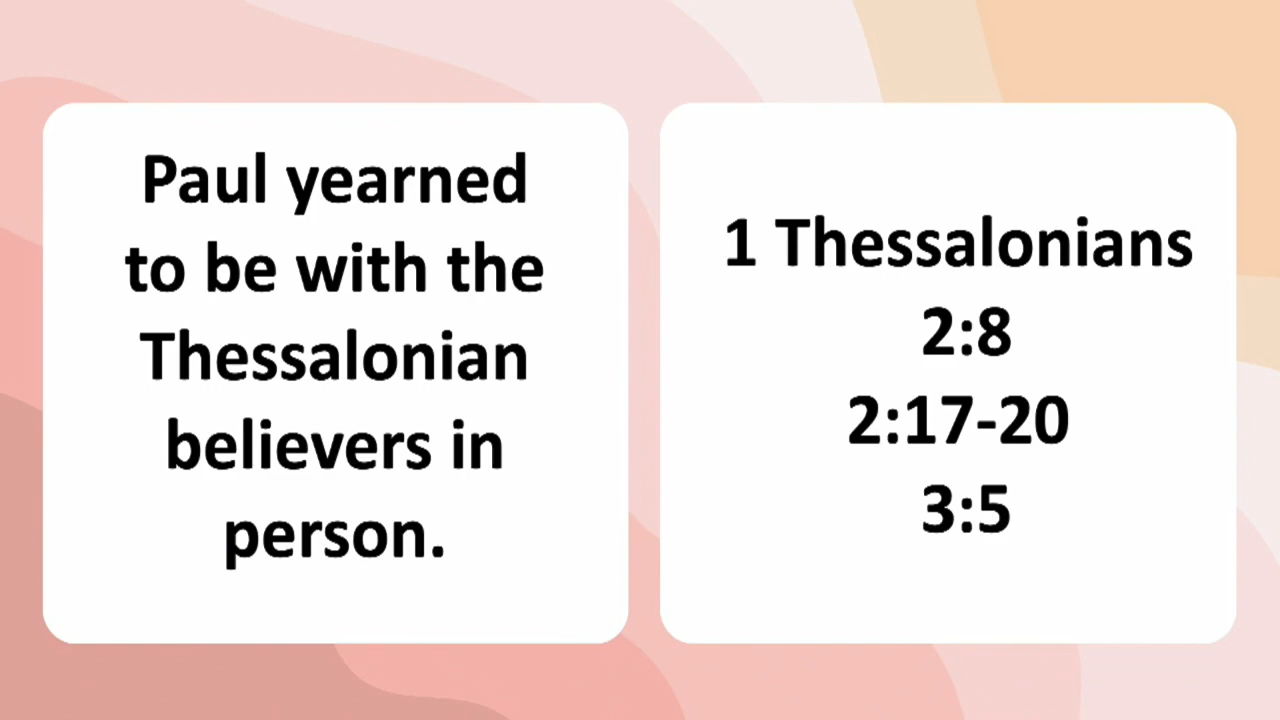 Paul yearned
to be with the
Thessalonian
believers in
person.
1 Thessalonians
2:8
2:17-20
3:5